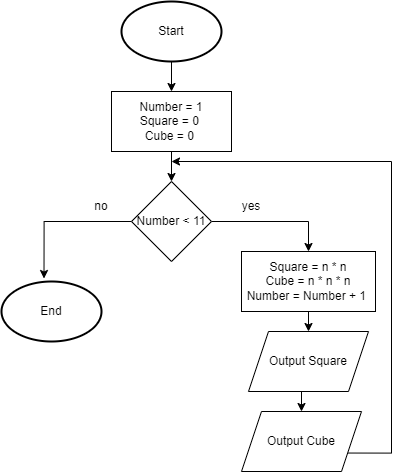 Start
Number = 1
Square = 0
Cube = 0
Number < 11
no
yes
Square = n * n
Cube = n * n * n
Number = Number + 1
End
Output Square
Output Cube